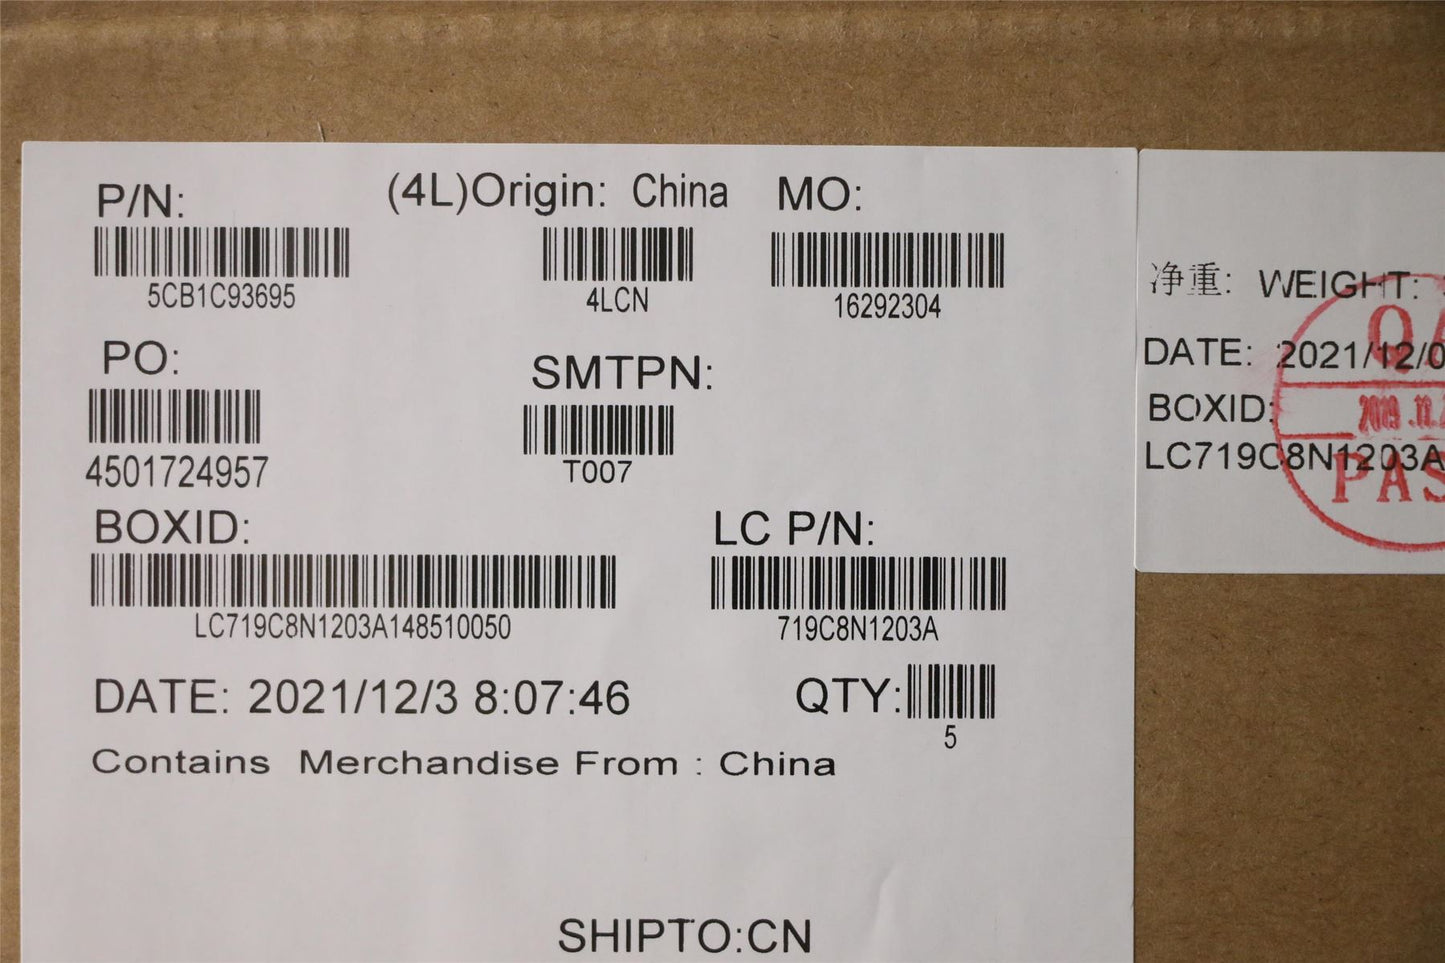 P/N:
(4L)Origin: China
MO:
5CB1C93695
4LCN
16292304
PO:
SMTPN:
4501724957
T007
BOXID:
LC P/N:
LC719C8N1203A148510050
719C8N1203A
DATE: 2021/12/3 8:07:46
QTY:
5
Contains Merchandise From : China
SHIPTO:CN
净重: WEIGHT:
DATE: 2021/12/0
BOXID:
LC719C8N1203A